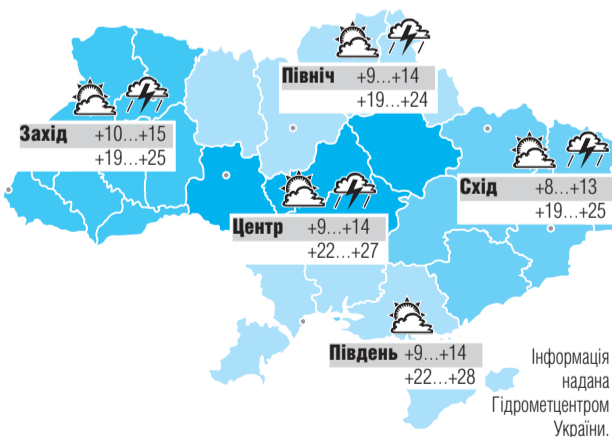 Північ +9...+14
+19...+24
Захід +10...+15
+19...+25
Схід +8...+13
+19...+25
Центр +9...+14
+22...+27
Південь +9...+14
+22...+28
Інформація
надана
Гідрометцентром
України.